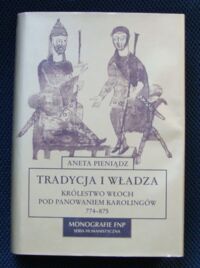 ANETA PIENIĄDZ
TRADYCJA I WŁADZA
KRÓLESTWO WŁOCH
POD PANOWANIEM KAROLINGÓW
774–875
MONOGRAFIE FNP
SERIA HUMANISTYCZNA